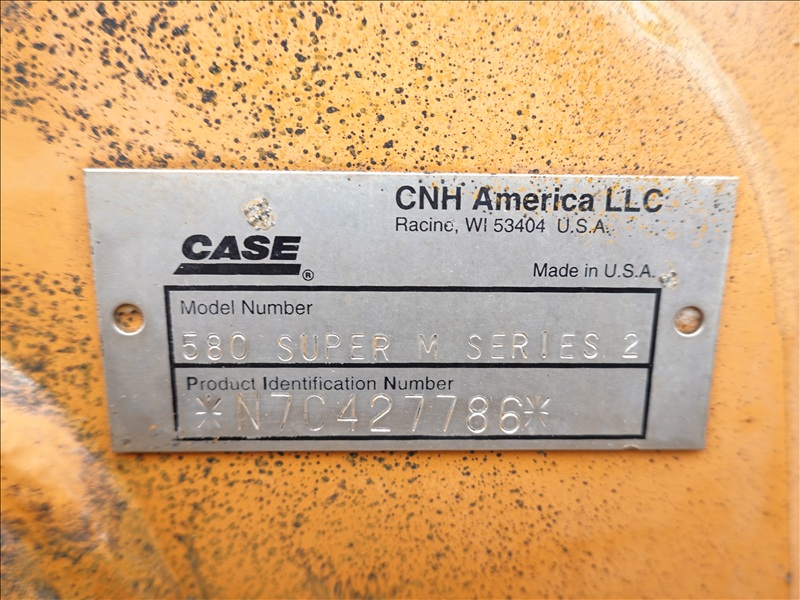 CNH America LLC
Racine, WI 53404 U.S.A.
CASE
®
Made in U.S.A.
Model Number
580 SUPER M SERIES 2
Product Identification Number
*N7C427786*